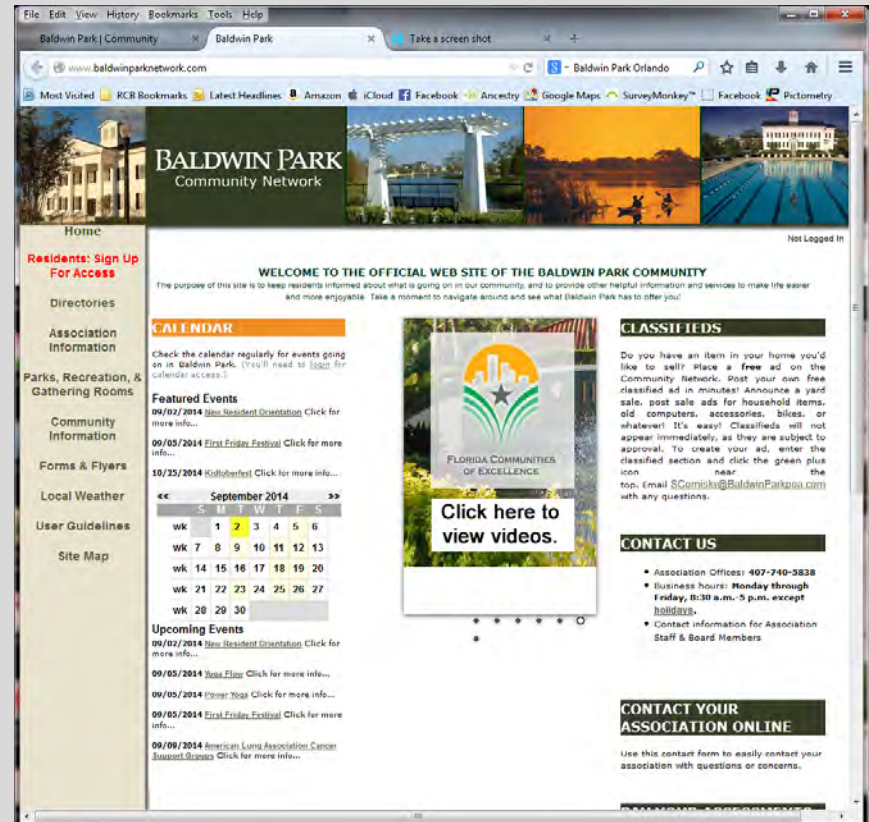 File Edit View History Bookmarks Tools Help
Baldwin Park | Community
Baldwin Park
Take a screen shot
www.baldwinparknetwork.com
Baldwin Park Orlando
Most Visited RCB Bookmarks Latest Headlines Amazon iCloud Facebook Ancestry Google Maps SurveyMonkey™ Facebook Pictometry
BALDWIN PARK
Community Network
Not Logged In
Home
Residents: Sign Up
For Access
Directories
Association
Information
Parks, Recreation, &
Gathering Rooms
Community
Information
Forms & Flyers
Local Weather
User Guidelines
Site Map
WELCOME TO THE OFFICIAL WEB SITE OF THE BALDWIN PARK COMMUNITY
The purpose of this site is to keep residents informed about what is going on in our community, and to provide other helpful information and services to make life easier
and more enjoyable. Take a moment to navigate around and see what Baldwin Park has to offer you!
CALENDAR
Check the calendar regularly for events going
on in Baldwin Park. (You'll need to login for
calendar access.)
Featured Events
09/02/2014 New Resident Orientation Click for
more info...
09/05/2014 First Friday Festival Click for more
info...
10/25/2014 Kidtoberfest Click for more info...
<< September 2014 >>
S M T W T F S
wk 1 2 3 4 5 6
wk 7 8 9 10 11 12 13
wk 14 15 16 17 18 19 20
wk 21 22 23 24 25 26 27
wk 28 29 30
Upcoming Events
09/02/2014 New Resident Orientation Click for
more info...
09/05/2014 Yoga Flow Click for more info...
09/05/2014 Power Yoga Click for more info...
09/05/2014 First Friday Festival Click for more
info...
09/09/2014 American Lung Association Cancer
Support Groups Click for more info...
FLORIDA COMMUNITIES
OF EXCELLENCE
Click here to
view videos.
CLASSIFIEDS
Do you have an item in your home you'd
like to sell? Place a free ad on the
Community Network. Post your own free
classified ad in minutes! Announce a yard
sale, post sale ads for household items,
old computers, accessories, bikes, or
whatever! It's easy! Classifieds will not
appear immediately, as they are subject to
approval. To create your ad, enter the
classified section and click the green plus
icon near the
top. Email SCornisky@BaldwinParkpoa.com
with any questions.
CONTACT US
Association Offices: 407-740-5838
Business hours: Monday through
Friday, 8:30 a.m.-5 p.m. except
holidays.
Contact information for Association
Staff & Board Members
CONTACT YOUR
ASSOCIATION ONLINE
Use this contact form to easily contact your
association with questions or concerns.